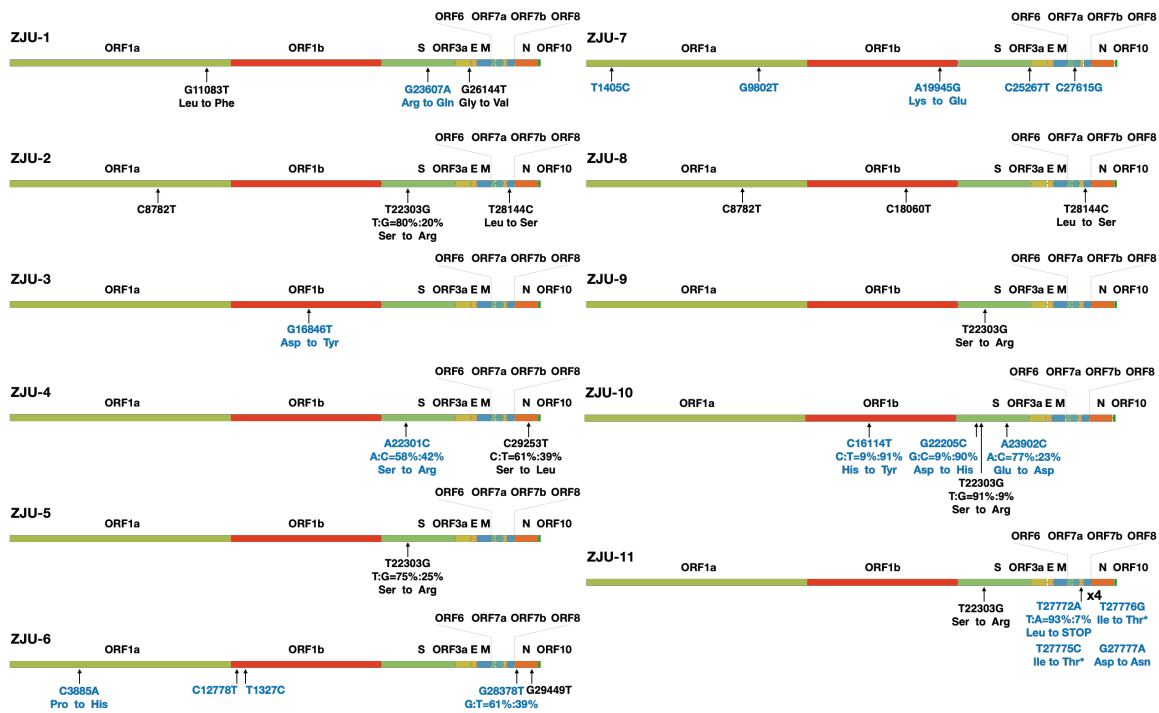 ORF6 ORF7a ORF7b ORF8
ZJU-1
ORF1a ORF1b S ORF3a E M N ORF10
G11083T G23607A G26144T
Leu to Phe Arg to Gln Gly to Val
ORF6 ORF7a ORF7b ORF8
ZJU-2
ORF1a ORF1b S ORF3a E M N ORF10
C8782T T22303G T28144C
T:G=80%:20% Leu to Ser
Ser to Arg
ORF6 ORF7a ORF7b ORF8
ZJU-3
ORF1a ORF1b S ORF3a E M N ORF10
G16846T
Asp to Tyr
ORF6 ORF7a ORF7b ORF8
ZJU-4
ORF1a ORF1b S ORF3a E M N ORF10
A22301C C29253T
A:C=58%:42% C:T=61%:39%
Ser to Arg Ser to Leu
ORF6 ORF7a ORF7b ORF8
ZJU-5
ORF1a ORF1b S ORF3a E M N ORF10
T22303G
T:G=75%:25%
Ser to Arg
ORF6 ORF7a ORF7b ORF8
ZJU-6
ORF1a ORF1b S ORF3a E M N ORF10
C3885A C12778T T1327C G28378T G29449T
Pro to His G:T=61%:39%
ORF6 ORF7a ORF7b ORF8
ZJU-7
ORF1a ORF1b S ORF3a E M N ORF10
T1405C G9802T A19945G C25267T C27615G
Lys to Glu
ORF6 ORF7a ORF7b ORF8
ZJU-8
ORF1a ORF1b S ORF3a E M N ORF10
C8782T C18060T T28144C
Leu to Ser
ORF6 ORF7a ORF7b ORF8
ZJU-9
ORF1a ORF1b S ORF3a E M N ORF10
T22303G
Ser to Arg
ORF6 ORF7a ORF7b ORF8
ZJU-10
ORF1a ORF1b S ORF3a E M N ORF10
C16114T G22205C A23902C
C:T=9%:91% G:C=9%:90% A:C=77%:23%
His to Tyr Asp to His Glu to Asp
T22303G
T:G=91%:9%
Ser to Arg
ORF6 ORF7a ORF7b ORF8
ZJU-11
ORF1a ORF1b S ORF3a E M N ORF10
x4
T22303G T27772A T27776G
Ser to Arg T:A=93%:7% Ile to Thr*
Leu to STOP
T27775C G27777A
Ile to Thr* Asp to Asn